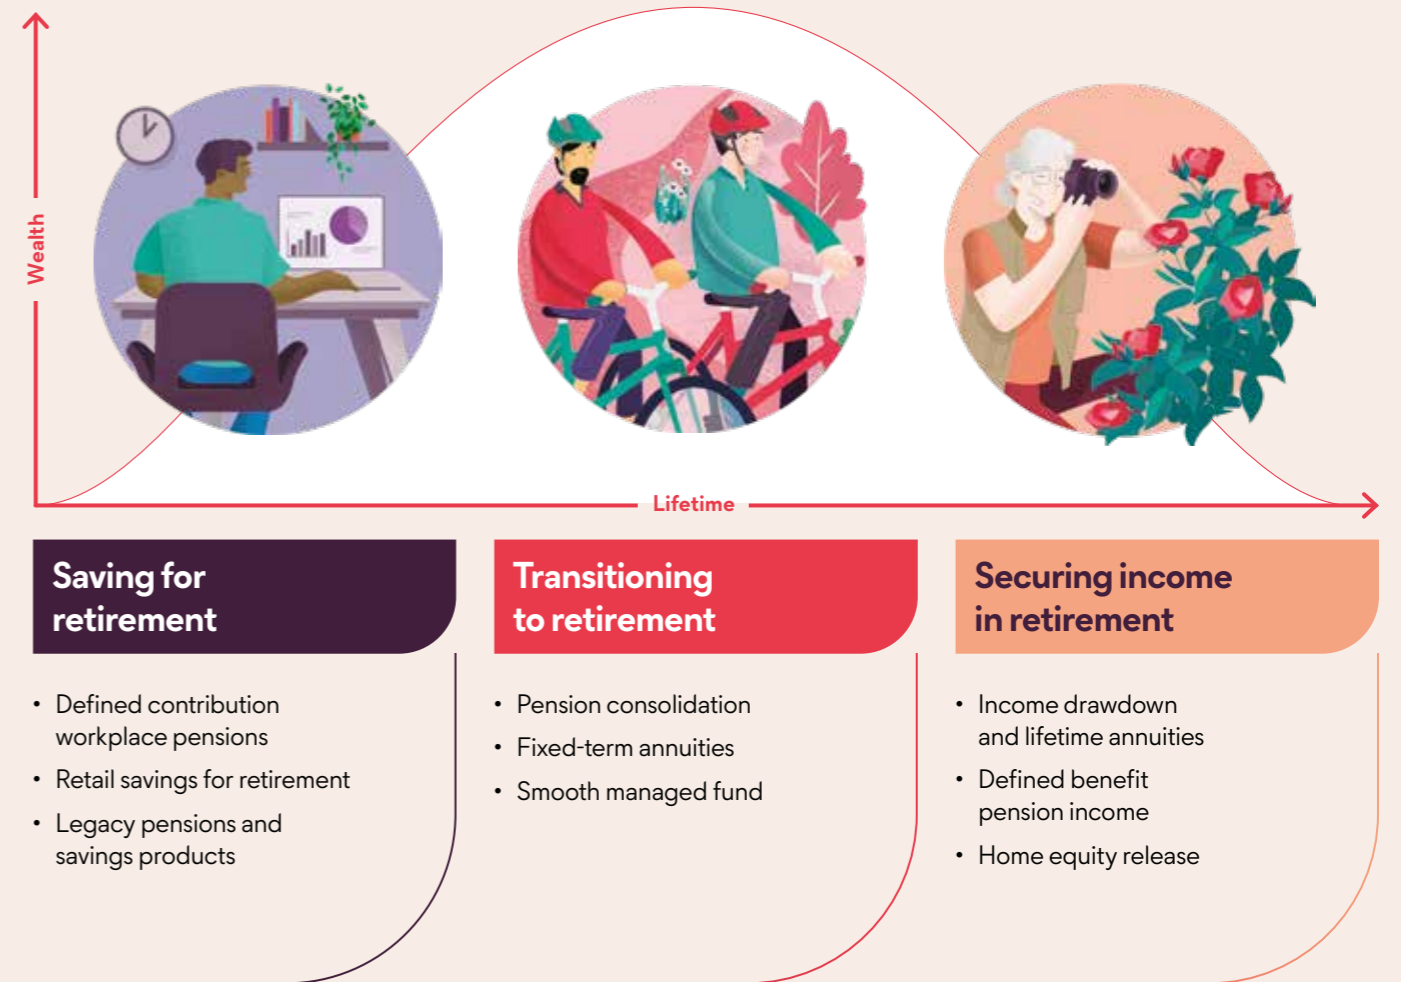 Wealth
Lifetime
Saving for
retirement
• Defined contribution
workplace pensions
• Retail savings for retirement
• Legacy pensions and
savings products
Transitioning
to retirement
• Pension consolidation
• Fixed-term annuities
• Smooth managed fund
Securing income
in retirement
• Income drawdown
and lifetime annuities
• Defined benefit
pension income
• Home equity release